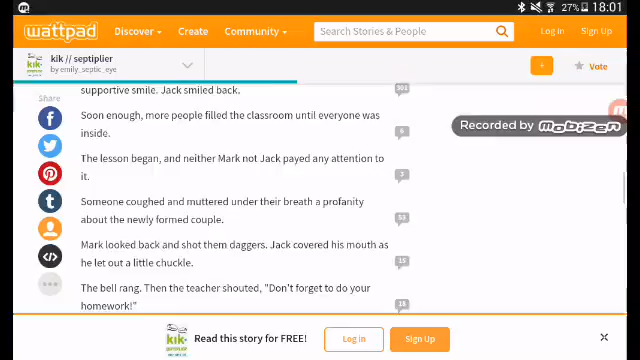 27% 18:01
wattpad Discover Create Community Search Stories & People Log in Sign Up
kik // septiplier
by emily_septic_eye
+ Vote
Share
supportive smile. Jack smiled back.
301
Soon enough, more people filled the classroom until everyone was
inside.
6
Recorded by mobizen
The lesson began, and neither Mark not Jack payed any attention to
it.
3
Someone coughed and muttered under their breath a profanity
about the newly formed couple.
53
Mark looked back and shot them daggers. Jack covered his mouth as
he let out a little chuckle.
15
The bell rang. Then the teacher shouted, "Don't forget to do your
homework!"
18
kik
Read this story for FREE! Log in Sign Up